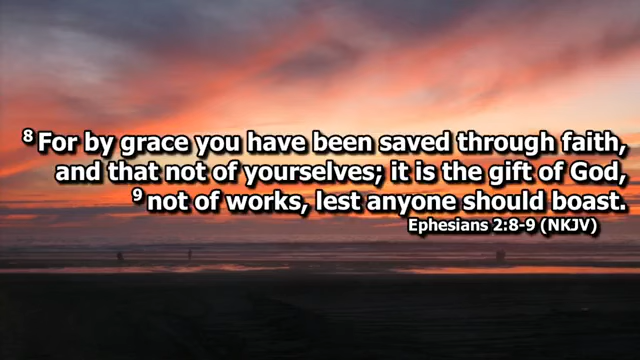 8 For by grace you have been saved through faith,
and that not of yourselves; it is the gift of God,
9 not of works, lest anyone should boast.
Ephesians 2:8-9 (NKJV)